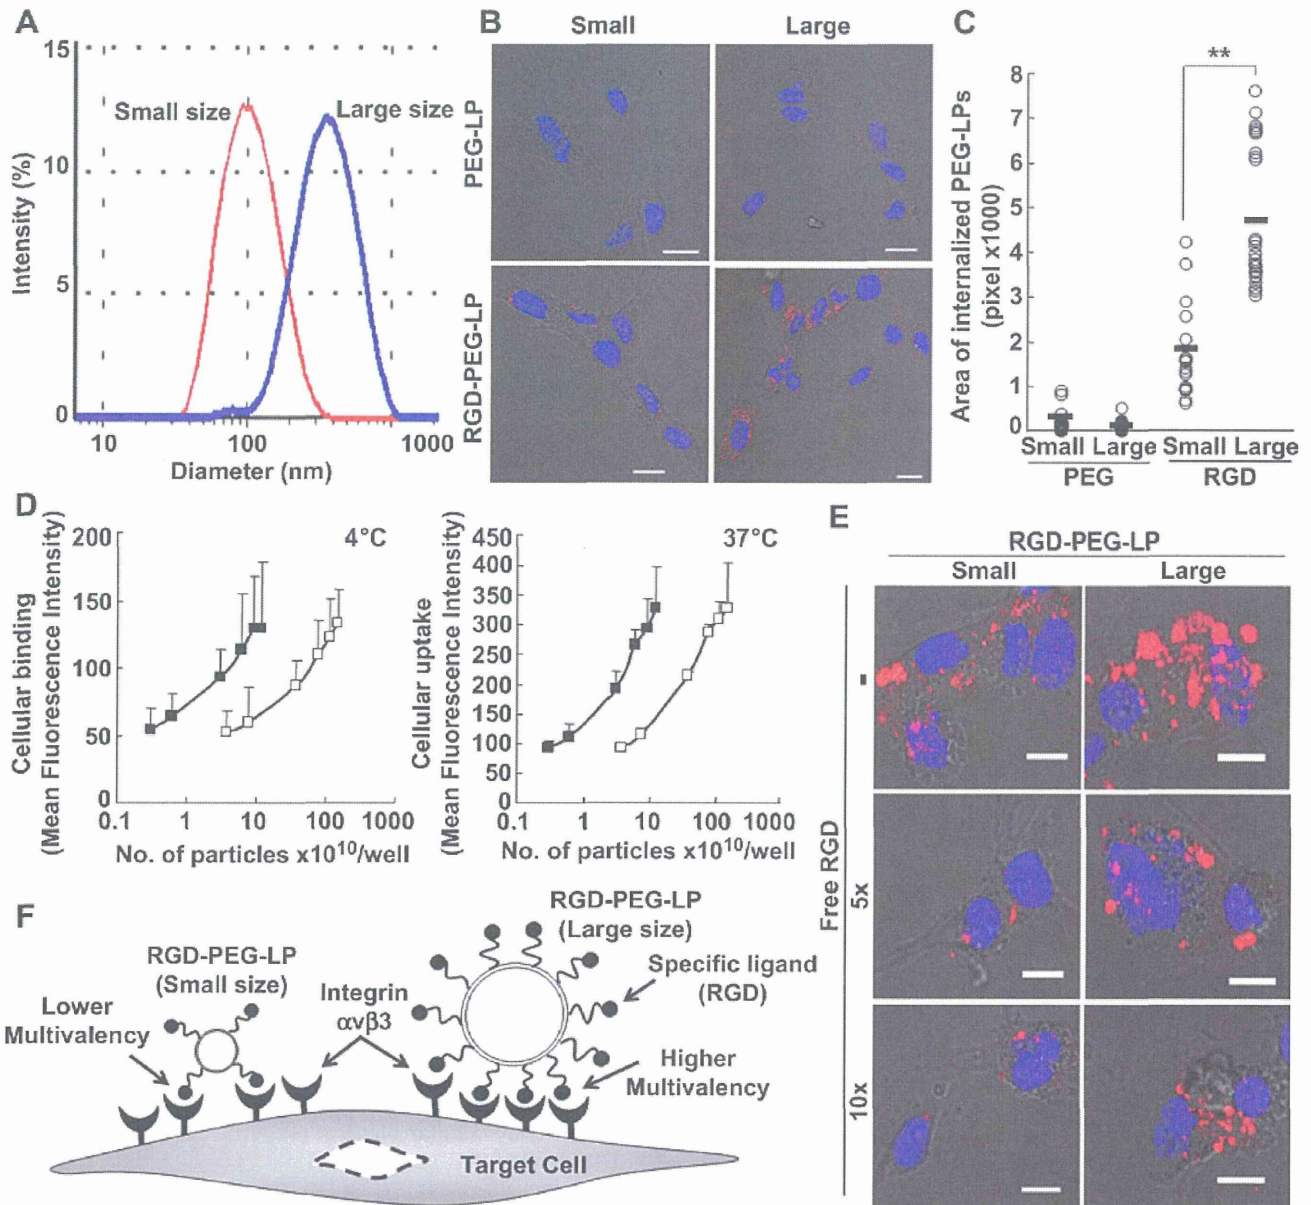 A
15
10
5
0
Intensity (%)
Small size
Large size
10
100
1000
Diameter (nm)
B
Small
Large
PEG-LP
RGD-PEG-LP
C
**
8
7
6
5
4
3
2
1
0
Area of internalized PEG-LPs
(pixel x1000)
Small Large
Small Large
PEG
RGD
D
200
150
100
50
0
Cellular binding
(Mean Fluorescence Intensity)
4°C
0.1
1
10
100
1000
No. of particles x10¹⁰/well
450
400
350
300
250
200
150
100
50
0
Cellular uptake
(Mean Fluorescence Intensity)
37°C
0.1
1
10
100
1000
No. of particles x10¹⁰/well
E
RGD-PEG-LP
Small
Large
Free RGD
-
5x
10x
F
RGD-PEG-LP
(Small size)
Lower
Multivalency
Integrin
αvβ3
RGD-PEG-LP
(Large size)
Specific ligand
(RGD)
Higher
Multivalency
Target Cell